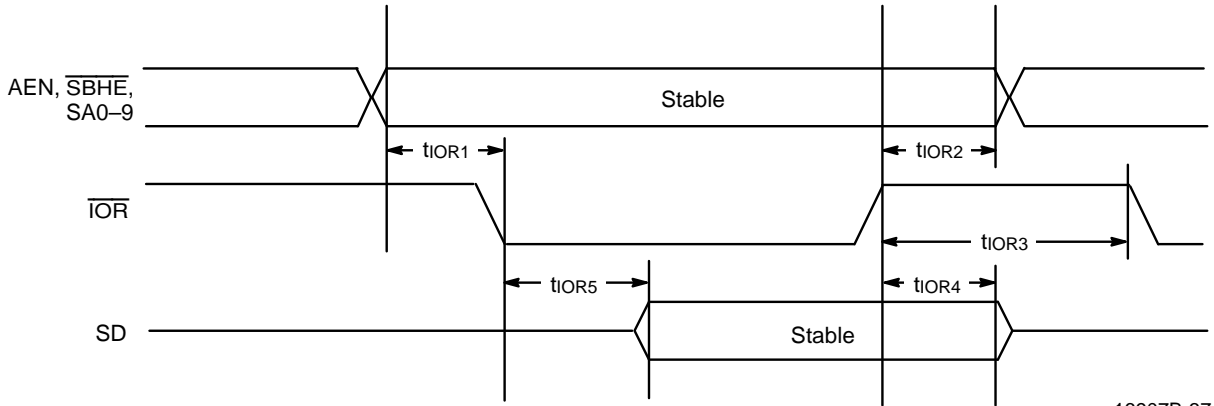 AEN, SBHE,
SA0–9
Stable
tIOR1
tIOR2
IOR
tIOR3
tIOR5
tIOR4
SD
Stable